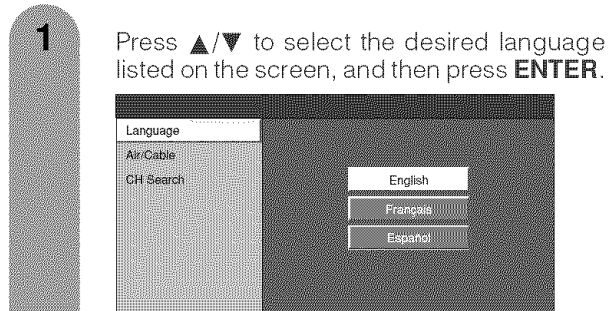 1
Press ▲/▼ to select the desired language
listed on the screen, and then press ENTER.
Language
Air/Cable
CH Search
English
Français
Español